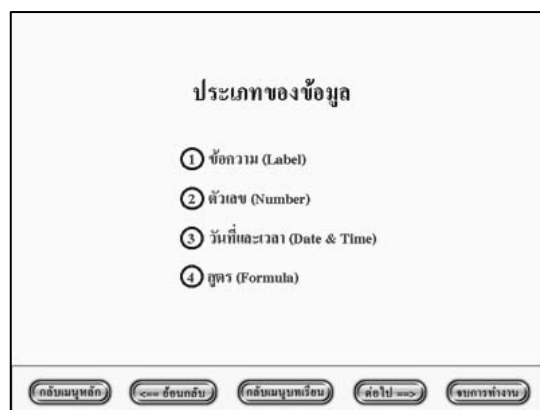 ประเภทของข้อมูล
1 ข้อความ (Label)
2 ตัวเลข (Number)
3 วันที่และเวลา (Date & Time)
4 สูตร (Formula)
กลับเมนูหลัก <== ย้อนกลับ กลับเมนูบทเรียน ต่อไป ==> จบการทำงาน